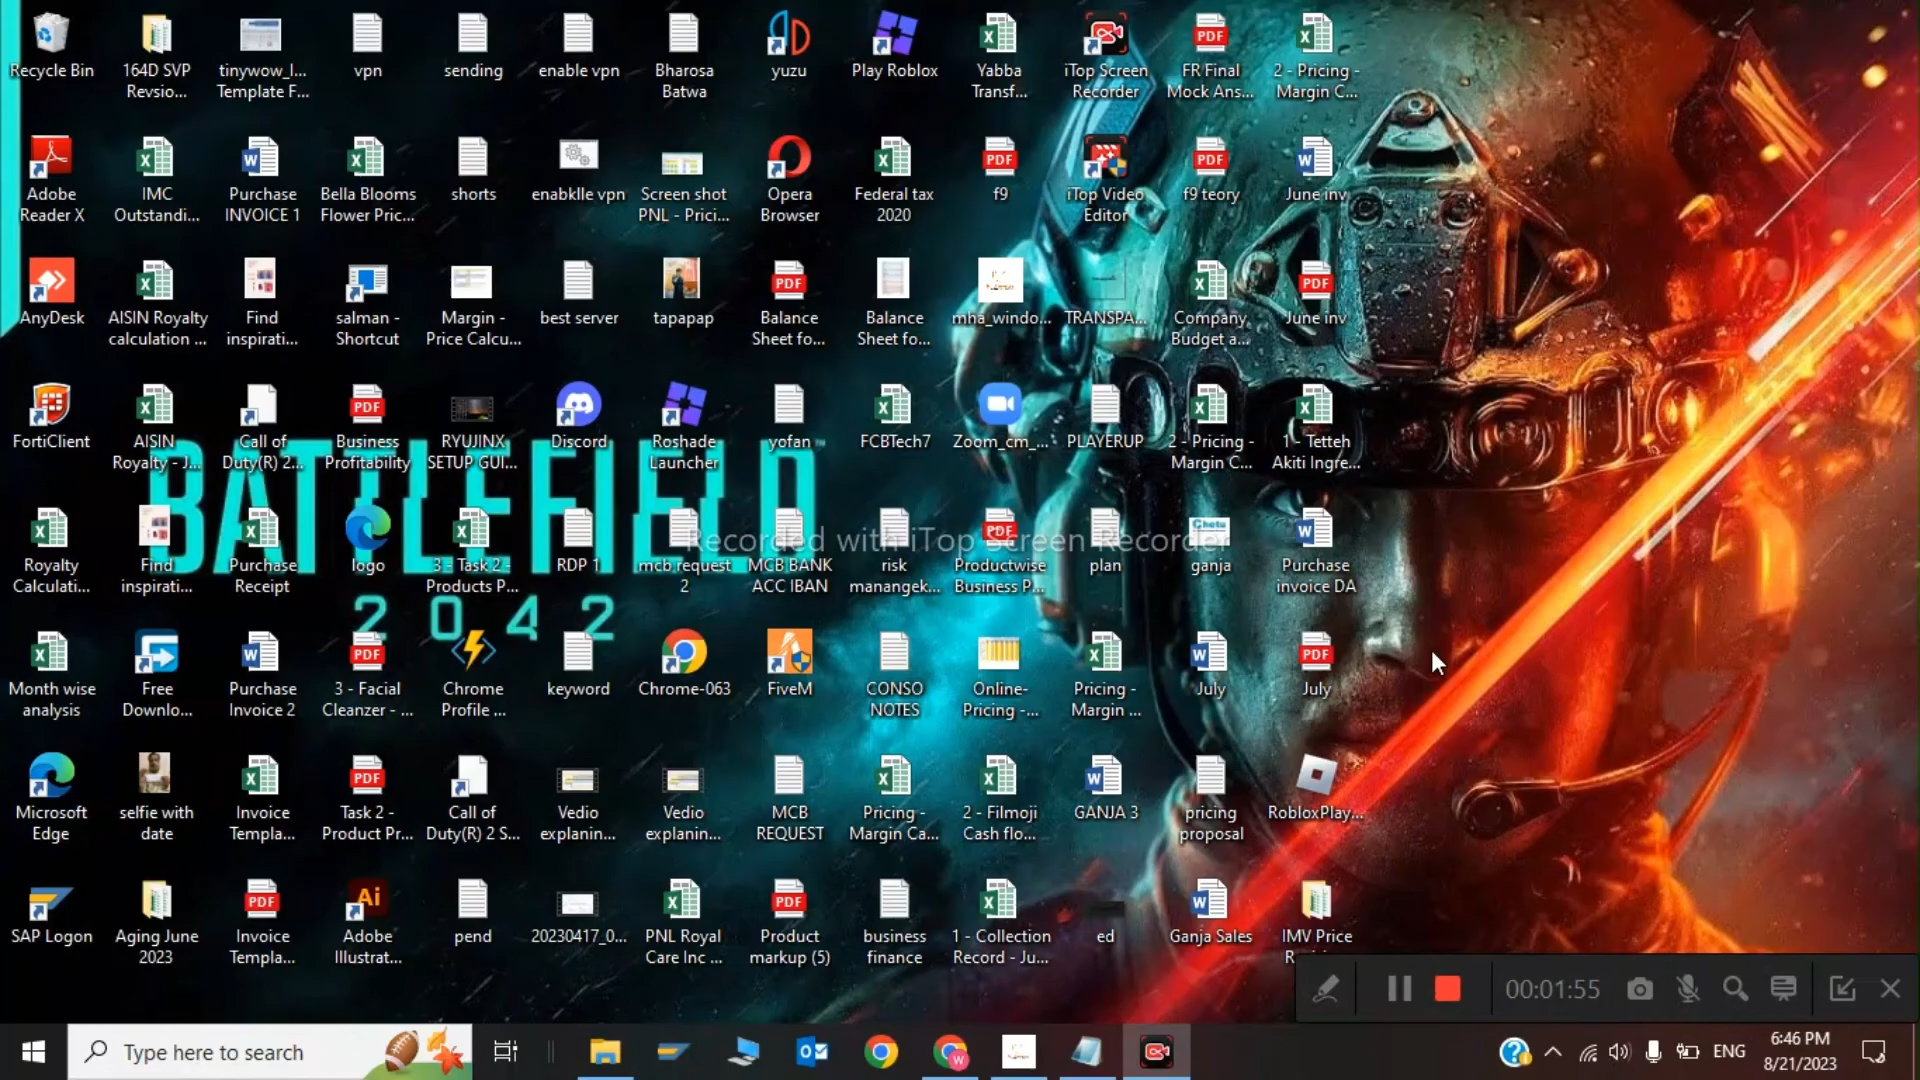 Recycle Bin
164D SVP
Revsio...
tinywow_l...
Template F...
vpn
sending
enable vpn
Bharosa
Batwa
yuzu
Play Roblox
Yabba
Transf...
iTop Screen
Recorder
FR Final
Mock Ans...
2 - Pricing -
Margin C...
Adobe
Reader X
IMC
Outstandi...
Purchase
INVOICE 1
Bella Blooms
Flower Pric...
shorts
enabklle vpn
Screen shot
PNL - Prici...
Opera
Browser
Federal tax
2020
f9
iTop Video
Editor
f9 teory
June inv
AnyDesk
AISIN Royalty
calculation ...
Find
inspirati...
salman -
Shortcut
Margin -
Price Calcu...
best server
tapapap
Balance
Sheet fo...
Balance
Sheet fo...
mha_windo...
TRANSPA...
Company
Budget a...
June inv
FortiClient
AISIN
Royalty - J...
Call of
Duty(R) 2...
Business
Profitability
RYUJINX
SETUP GUI...
Discord
Roshade
Launcher
yofan
FCBTech7
Zoom_cm_...
PLAYERUP
2 - Pricing -
Margin C...
1 - Tetteh
Akiti Ingre...
BATTLEFIELD
2042
Recorded with iTop Screen Recorder
Royalty
Calculati...
Find
inspirati...
Purchase
Receipt
logo
3 - Task 2 -
Products P...
RDP 1
mcb request
2
MCB BANK
ACC IBAN
risk
manangek...
Productwise
Business P...
plan
Chetu
ganja
Purchase
invoice DA
Month wise
analysis
Free
Downlo...
Purchase
Invoice 2
3 - Facial
Cleanzer - ...
Chrome
Profile ...
keyword
Chrome-063
FiveM
CONSO
NOTES
Online-
Pricing -...
Pricing -
Margin ...
July
July
Microsoft
Edge
selfie with
date
Invoice
Templa...
Task 2 -
Product Pr...
Call of
Duty(R) 2 S...
Vedio
explanin...
Vedio
explanin...
MCB
REQUEST
Pricing -
Margin Ca...
2 - Filmoji
Cash flo...
GANJA 3
pricing
proposal
RobloxPlay...
SAP Logon
Aging June
2023
Invoice
Templa...
Adobe
Illustrat...
pend
20230417_0...
PNL Royal
Care Inc ...
Product
markup (5)
business
finance
1 - Collection
Record - Ju...
ed
Ganja Sales
IMV Price
00:01:55
Type here to search
ENG
6:46 PM
8/21/2023